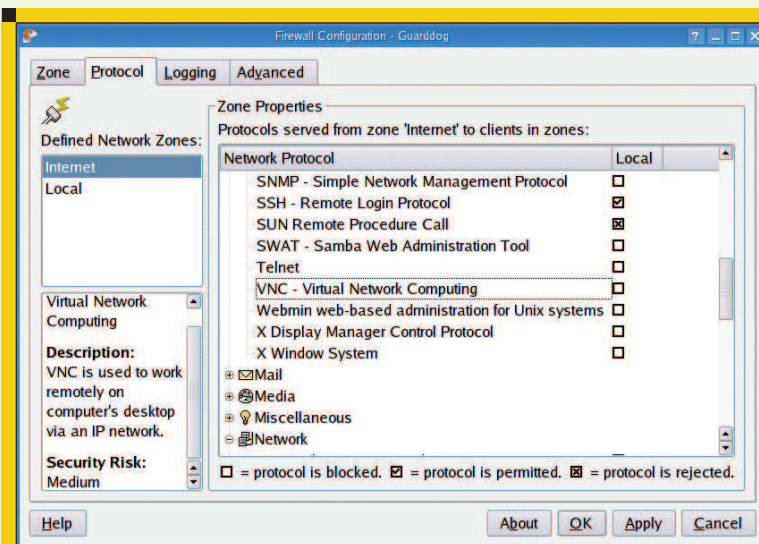 Firewall Configuration - Guarddog
Zone Protocol Logging Advanced
Defined Network Zones:
Internet
Local
Virtual Network
Computing
Description:
VNC is used to work
remotely on
computer's desktop
via an IP network.
Security Risk:
Medium
Zone Properties
Protocols served from zone 'Internet' to clients in zones:
Network Protocol Local
SNMP - Simple Network Management Protocol
SSH - Remote Login Protocol
SUN Remote Procedure Call
SWAT - Samba Web Administration Tool
Telnet
VNC - Virtual Network Computing
Webmin web-based administration for Unix systems
X Display Manager Control Protocol
X Window System
Mail
Media
Miscellaneous
Network
= protocol is blocked. = protocol is permitted. = protocol is rejected.
Help About OK Apply Cancel